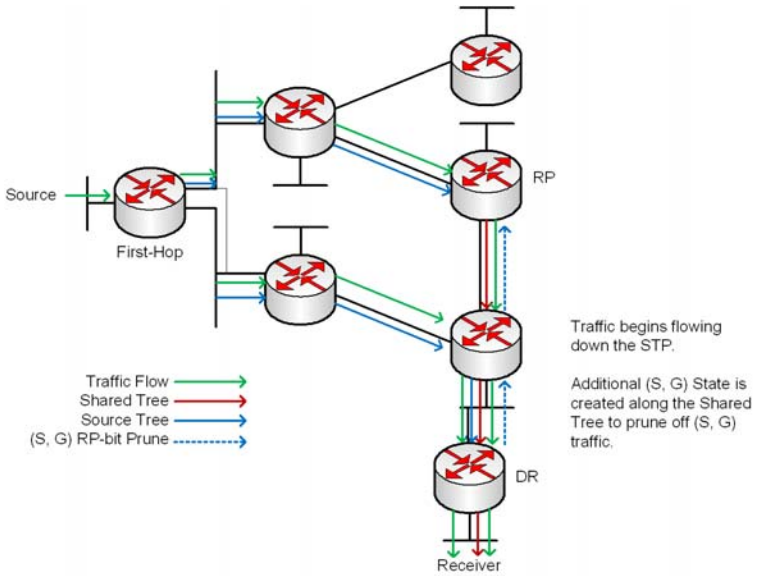 RP
Source
First-Hop
Traffic begins flowing
down the STP.
Additional (S, G) State is
created along the Shared
Tree to prune off (S, G)
traffic.
Traffic Flow
Shared Tree
Source Tree
(S, G) RP-bit Prune
DR
Receiver